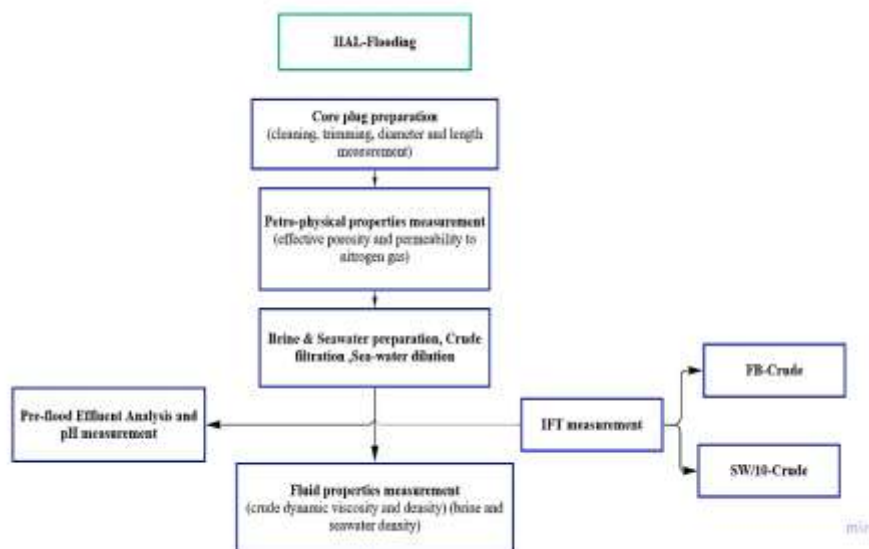 HAL-Flooding
Core plug preparation
(cleaning, trimming, diameter and length
measurement)
Petro-physical properties measurement
(effective porosity and permeability to
nitrogen gas)
Brine & Seawater preparation, Crude
filtration ,Sea-water dilution
FB-Crude
Pre-flood Effluent Analysis and
pH measurement
IFT measurement
SW/10-Crude
Fluid properties measurement
(crude dynamic viscosity and density) (brine and
seawater density)